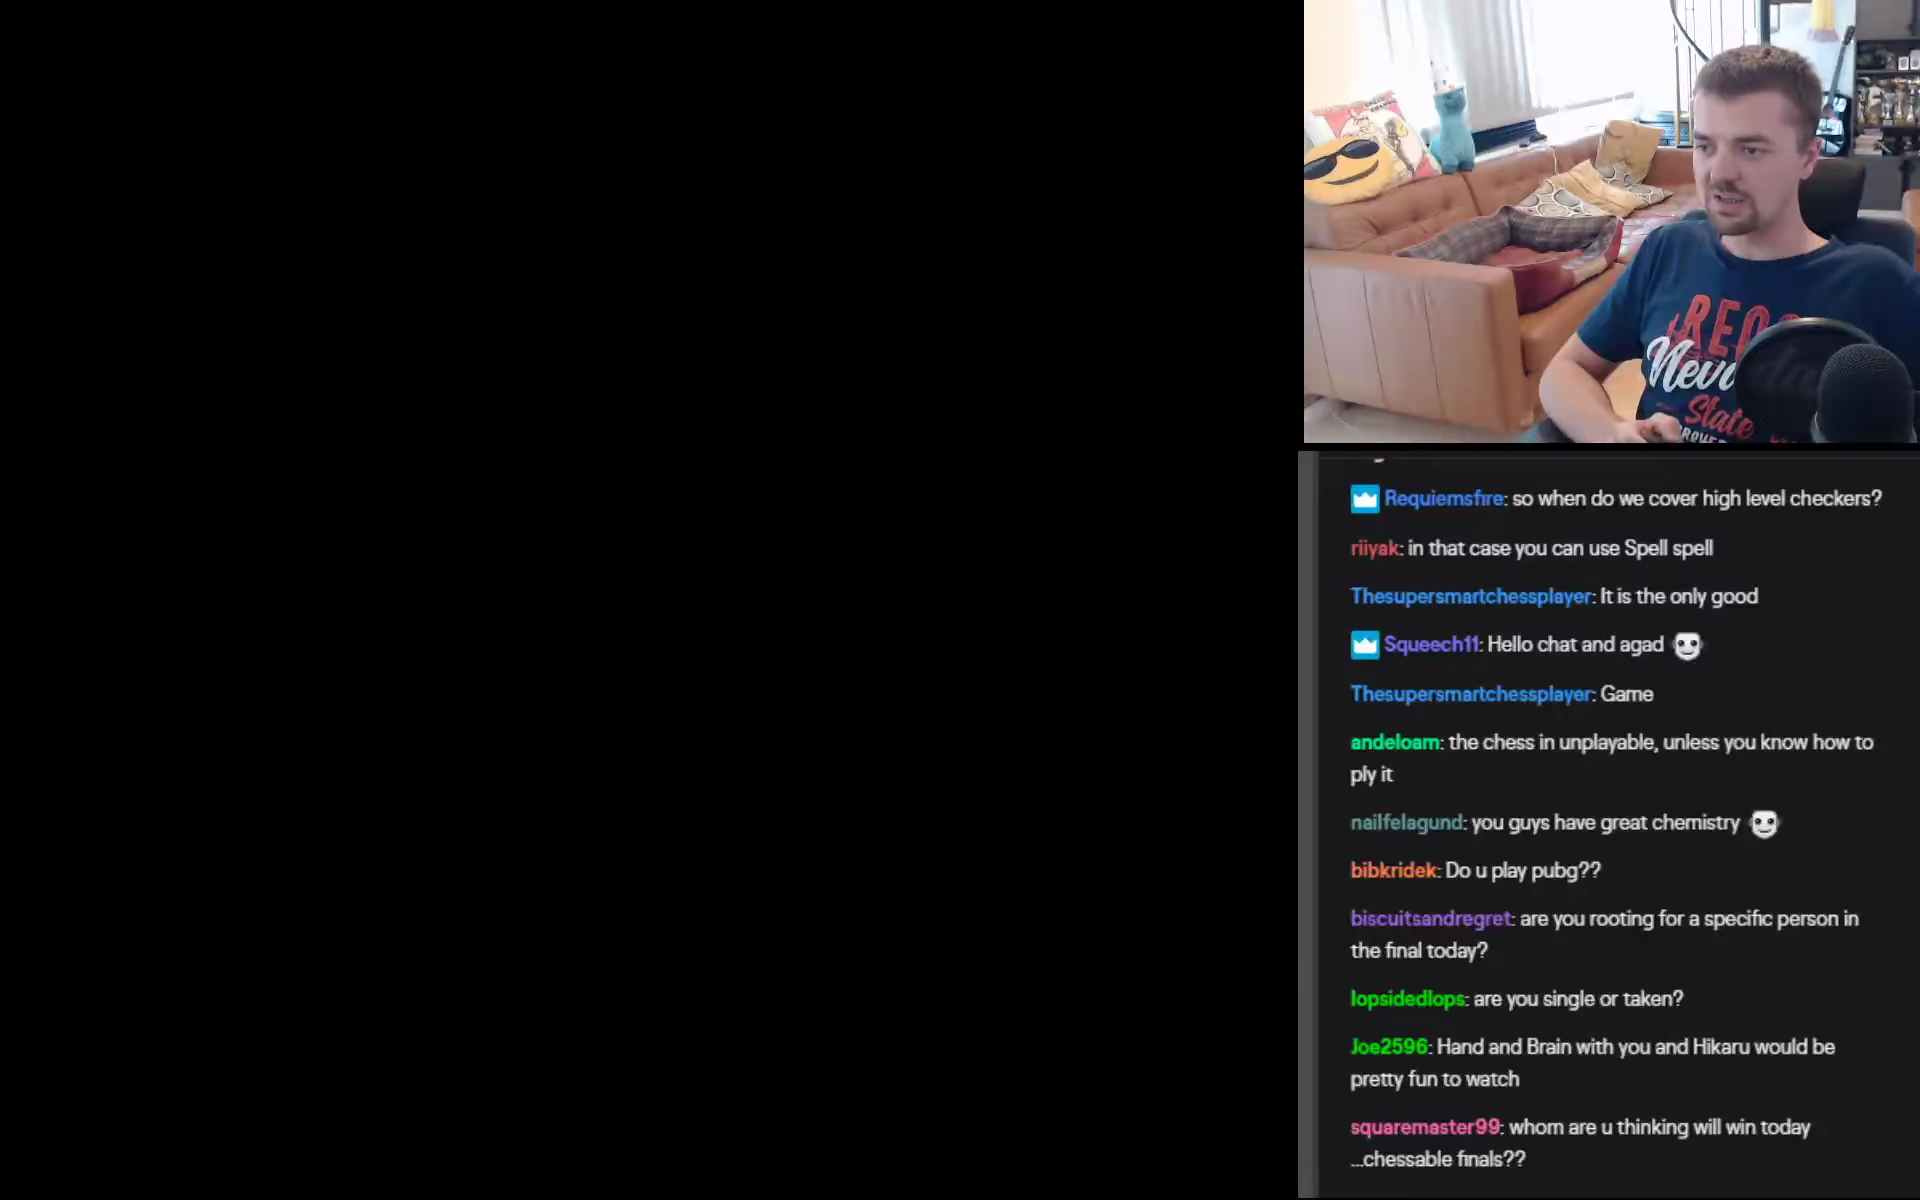 RENO
Neva
State
Requiemsfire: so when do we cover high level checkers?
riiyak: in that case you can use Spell spell
Thesupersmartchessplayer: It is the only good
Squeech11: Hello chat and agad
Thesupersmartchessplayer: Game
andeloam: the chess in unplayable, unless you know how to
ply it
nailfelagund: you guys have great chemistry
bibkridek: Do u play pubg??
biscuitsandregret: are you rooting for a specific person in
the final today?
lopsidedlops: are you single or taken?
Joe2596: Hand and Brain with you and Hikaru would be
pretty fun to watch
squaremaster99: whom are u thinking will win today
...chessable finals??